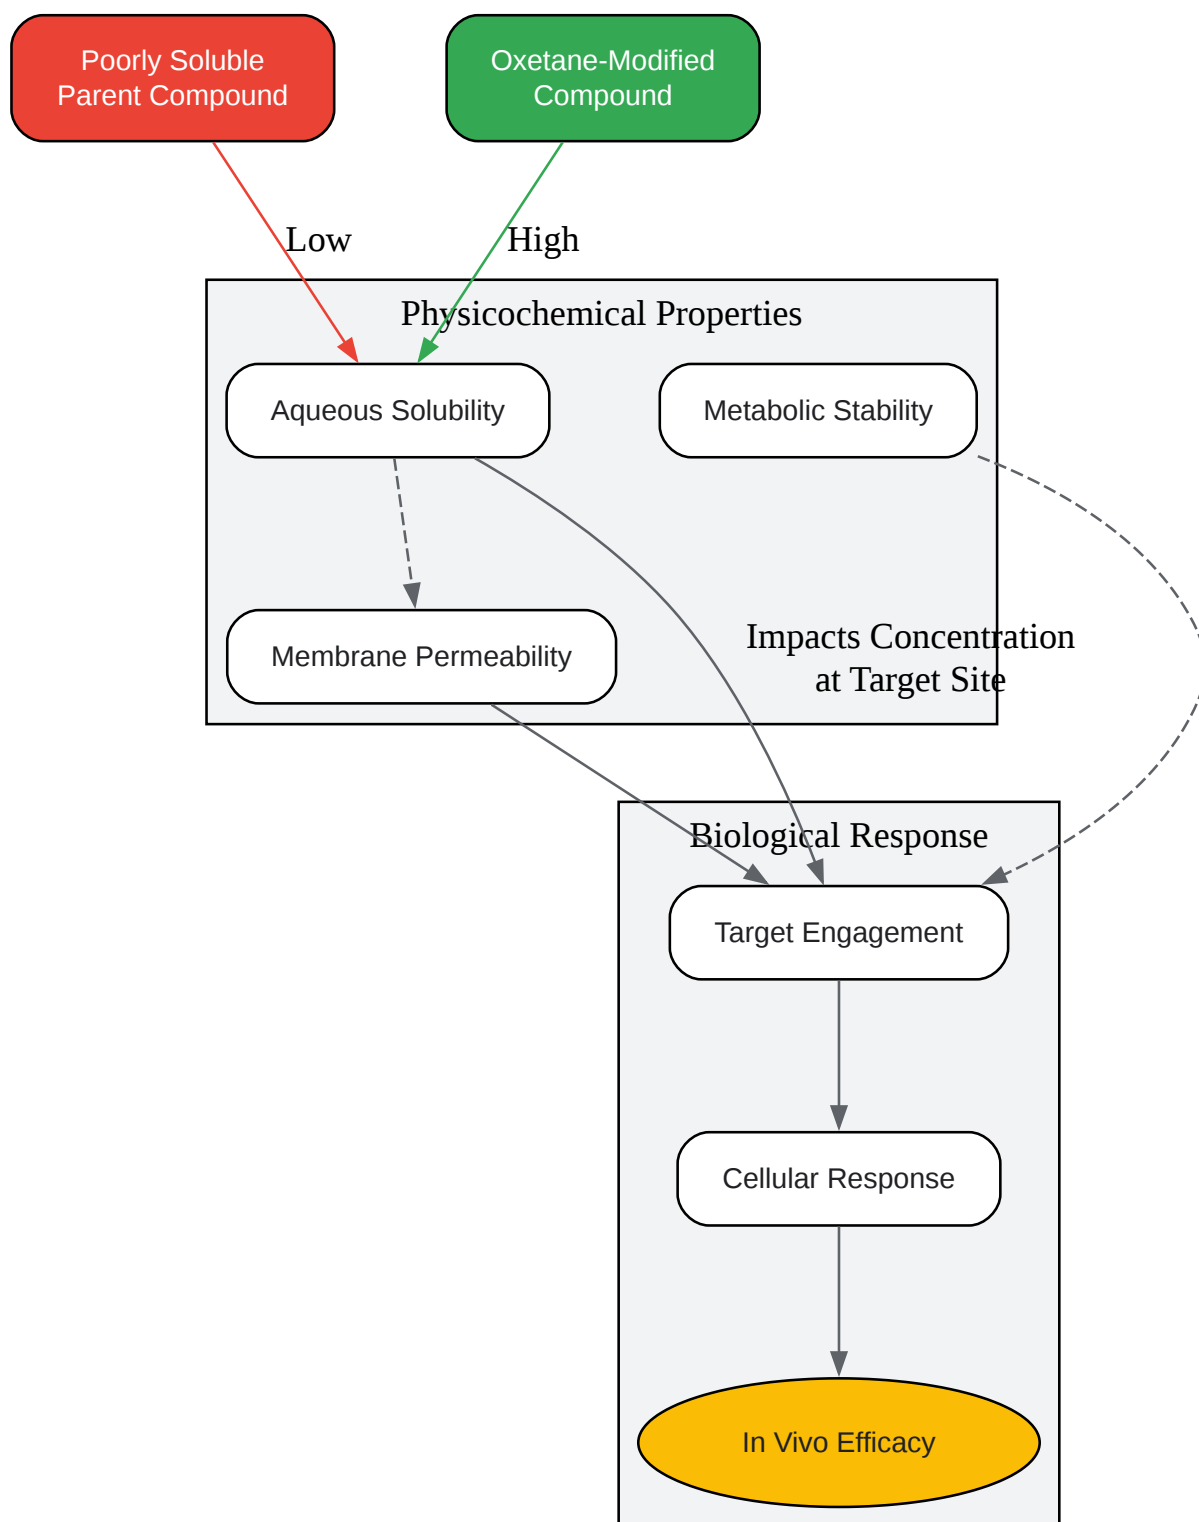 Poorly Soluble
Parent Compound
Oxetane-Modified
Compound
Low
High
Physicochemical Properties
Aqueous Solubility
Metabolic Stability
Membrane Permeability
Impacts Concentration
at Target Site
Biological Response
Target Engagement
Cellular Response
In Vivo Efficacy